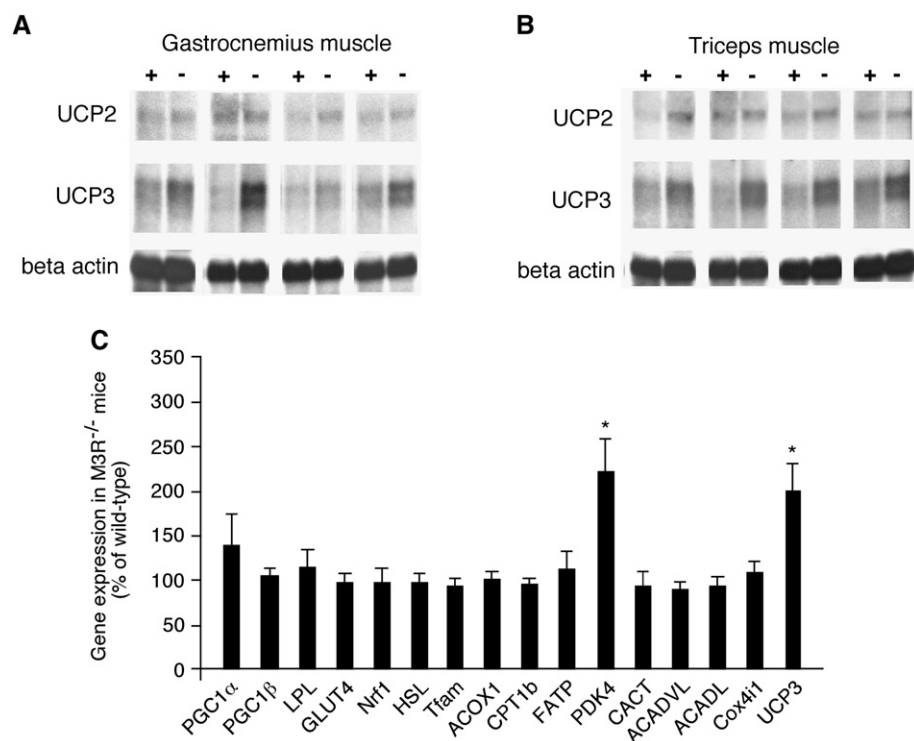 A
Gastrocnemius muscle
+ - + - + - + -
UCP2
UCP3
beta actin
B
Triceps muscle
+ - + - + - + -
UCP2
UCP3
beta actin
C
Gene expression in M3R-/- mice
(% of wild-type)
350
300
250
200
150
100
50
0
*
*
PGC1α
PGC1β
LPL
GLUT4
Nrf1
HSL
Tfam
ACOX1
CPT1b
FATP
PDK4
CACT
ACADVL
ACADL
Cox4i1
UCP3